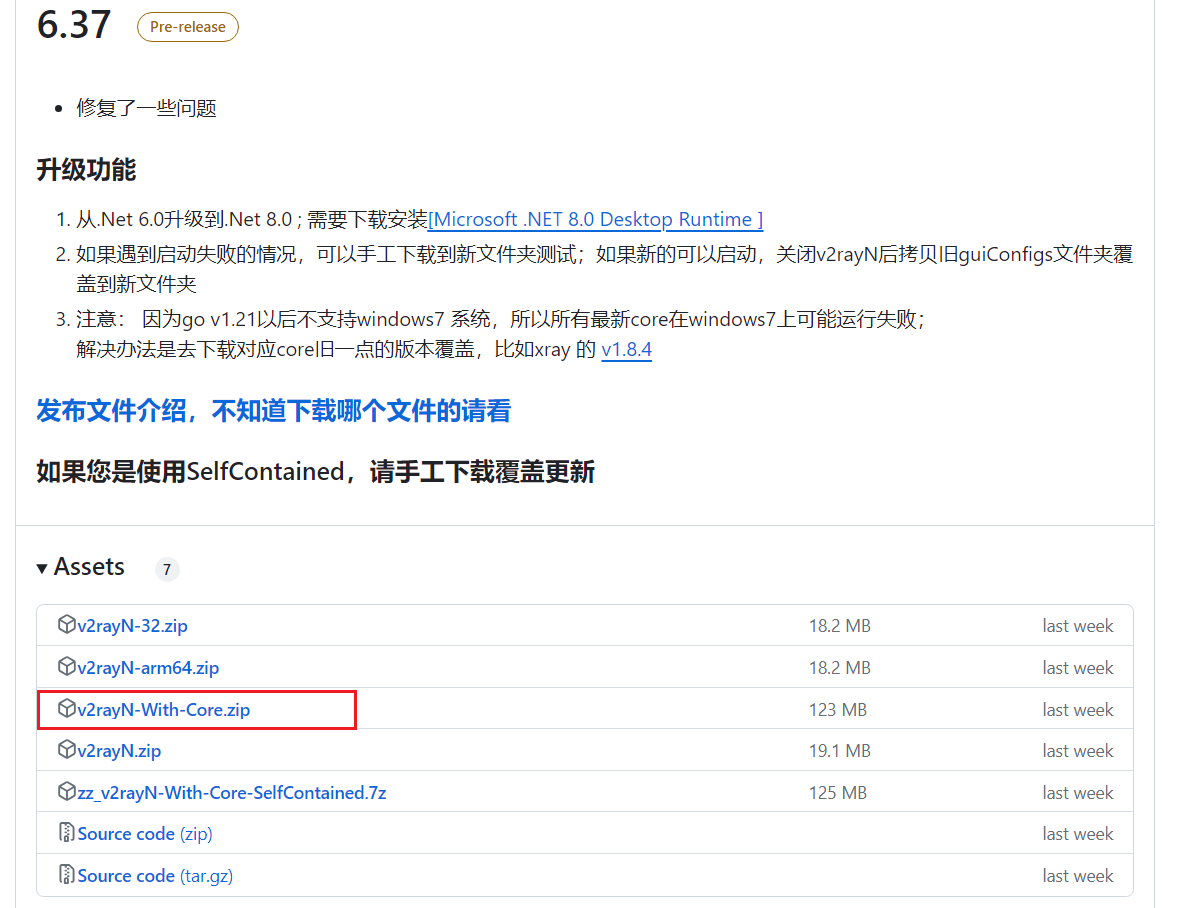 6.37 Pre-release
• 修复了一些问题
升级功能
1. 从.Net 6.0升级到.Net 8.0 ; 需要下载安装[Microsoft .NET 8.0 Desktop Runtime ]
2. 如果遇到启动失败的情况，可以手工下载到新文件夹测试；如果新的可以启动，关闭v2rayN后拷贝旧guiConfigs文件夹覆
盖到新文件夹
3. 注意： 因为go v1.21以后不支持windows7 系统，所以所有最新core在windows7上可能运行失败；
解决办法是去下载对应core旧一点的版本覆盖，比如xray 的 v1.8.4
发布文件介绍，不知道下载哪个文件的请看
如果您是使用SelfContained，请手工下载覆盖更新
Assets 7
v2rayN-32.zip 18.2 MB last week
v2rayN-arm64.zip 18.2 MB last week
v2rayN-With-Core.zip 123 MB last week
v2rayN.zip 19.1 MB last week
zz_v2rayN-With-Core-SelfContained.7z 125 MB last week
Source code (zip) last week
Source code (tar.gz) last week